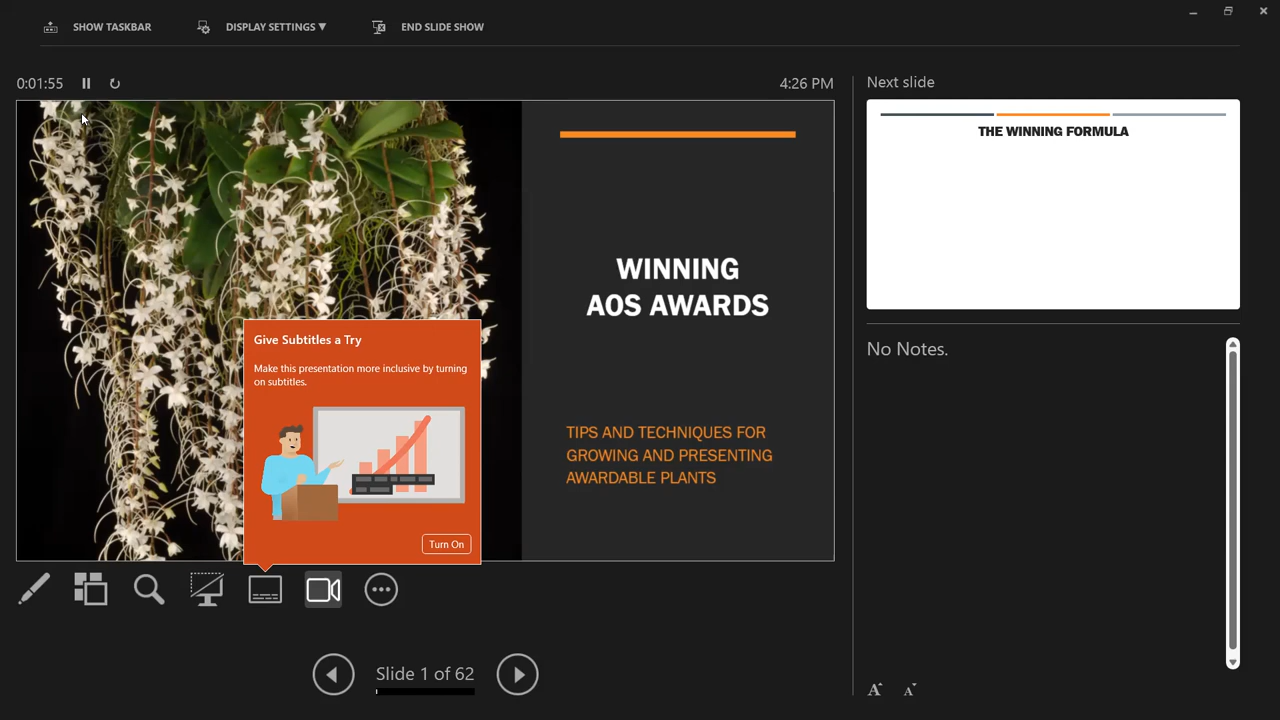 SHOW TASKBAR
DISPLAY SETTINGS ▼
END SLIDE SHOW
0:01:55
4:26 PM
WINNING
AOS AWARDS
TIPS AND TECHNIQUES FOR
GROWING AND PRESENTING
AWARDABLE PLANTS
Give Subtitles a Try
Make this presentation more inclusive by turning
on subtitles.
Turn On
Slide 1 of 62
Next slide
THE WINNING FORMULA
No Notes.
A A